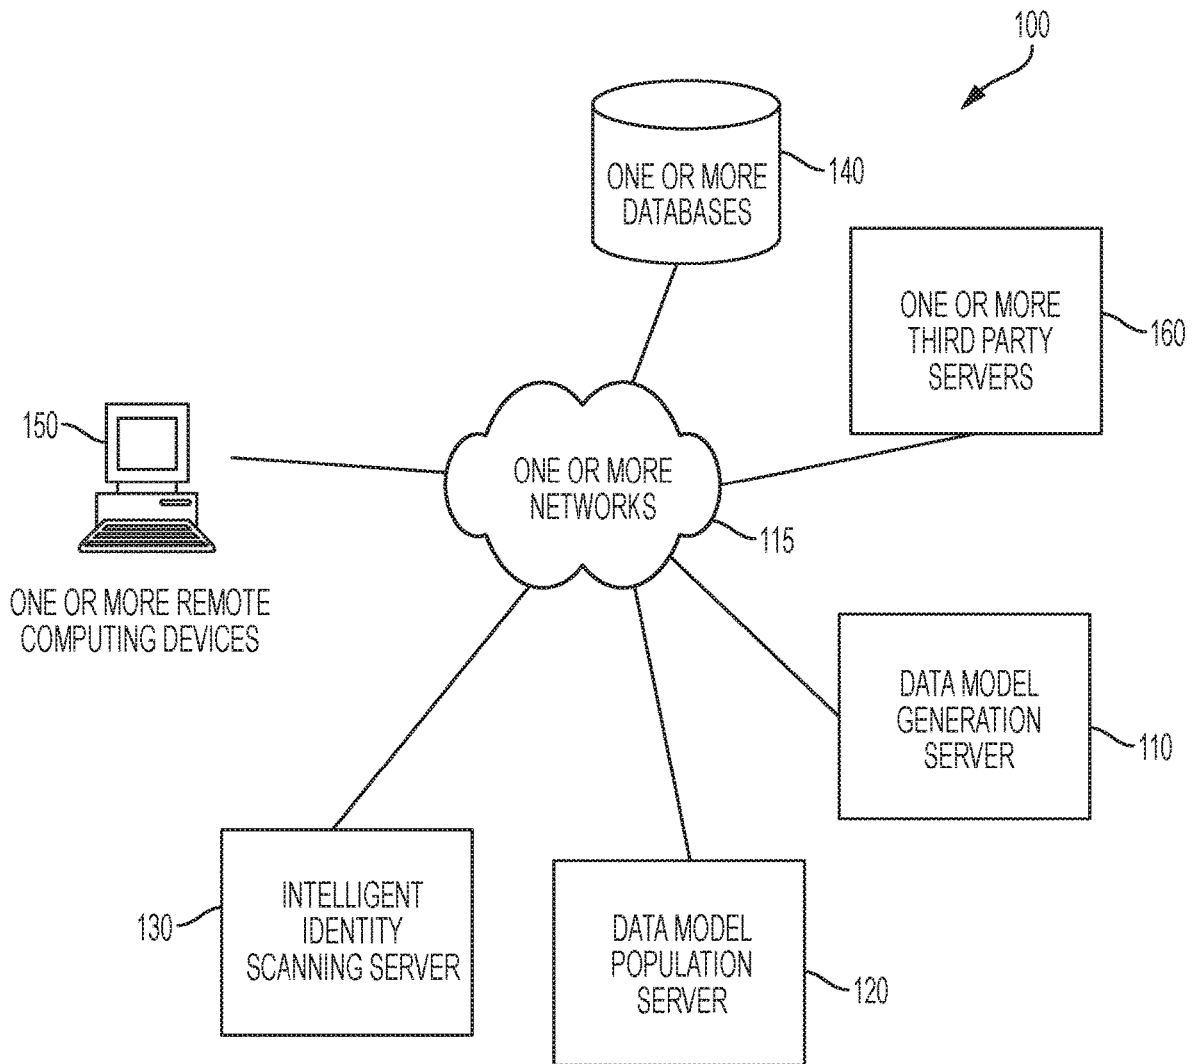 100
ONE OR MORE
DATABASES
140
ONE OR MORE
THIRD PARTY
SERVERS
160
150
ONE OR MORE REMOTE
COMPUTING DEVICES
ONE OR MORE
NETWORKS
115
DATA MODEL
GENERATION
SERVER
110
INTELLIGENT
IDENTITY
SCANNING SERVER
130
DATA MODEL
POPULATION
SERVER
120